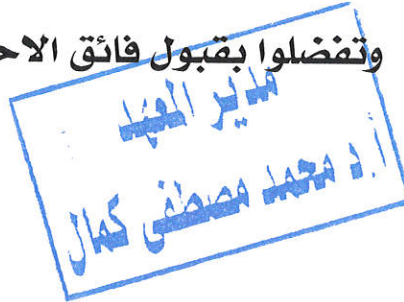 وتفضلوا بقبول فائق
مدير المعهد
أ.د محمد مصطفى كمال